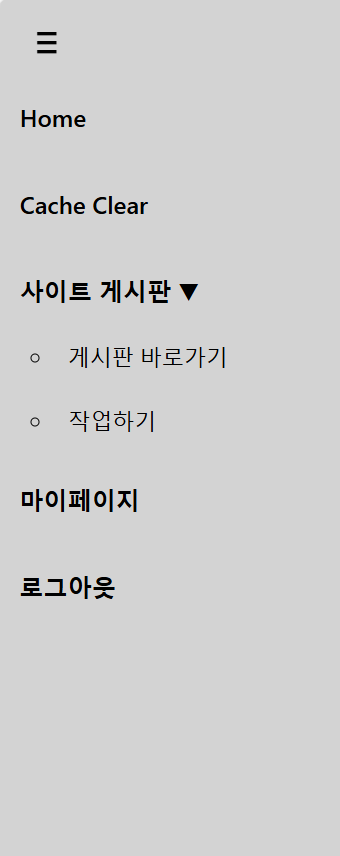 ☰
Home
Cache Clear
사이트 게시판 ▼
게시판 바로가기
작업하기
마이페이지
로그아웃